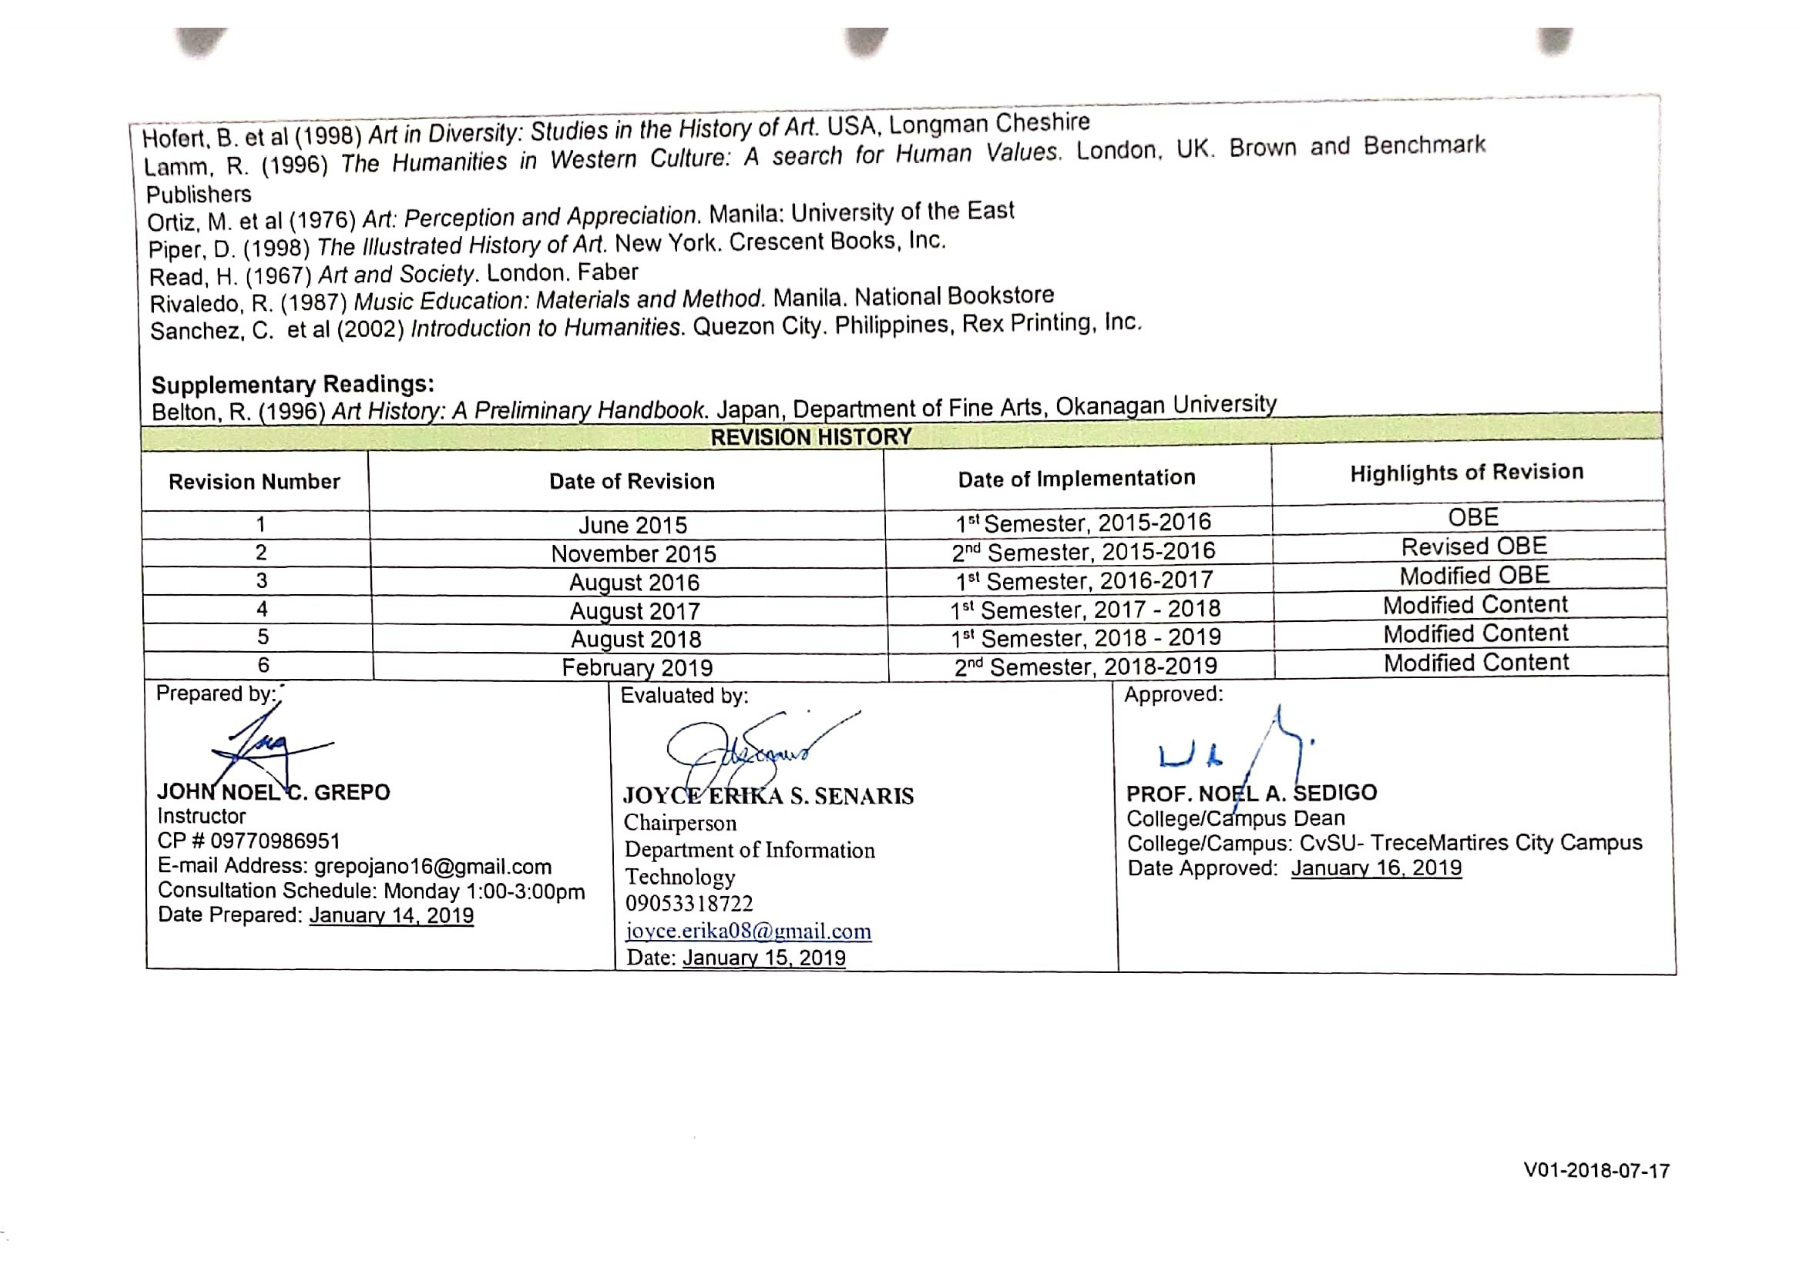 Hofert, B. et al (1998) Art in Diversity: Studies in the History of Art. USA, Longman Cheshire
Lamm, R. (1996) The Humanities in Western Culture: A search for Human Values. London, UK. Brown and Benchmark
Publishers
Ortiz, M. et al (1976) Art: Perception and Appreciation. Manila: University of the East
Piper, D. (1998) The Illustrated History of Art. New York. Crescent Books, Inc.
Read, H. (1967) Art and Society. London. Faber
Rivaledo, R. (1987) Music Education: Materials and Method. Manila. National Bookstore
Sanchez, C. et al (2002) Introduction to Humanities. Quezon City. Philippines, Rex Printing, Inc.
Supplementary Readings:
Belton, R. (1996) Art History: A Preliminary Handbook. Japan, Department of Fine Arts, Okanagan University
REVISION HISTORY
Revision Number Date of Revision Date of Implementation Highlights of Revision
1 June 2015 1st Semester, 2015-2016 OBE
2 November 2015 2nd Semester, 2015-2016 Revised OBE
3 August 2016 1st Semester, 2016-2017 Modified OBE
4 August 2017 1st Semester, 2017 - 2018 Modified Content
5 August 2018 1st Semester, 2018 - 2019 Modified Content
6 February 2019 2nd Semester, 2018-2019 Modified Content
Prepared by:
JOHN NOEL C. GREPO
Instructor
CP # 09770986951
E-mail Address: grepojano16@gmail.com
Consultation Schedule: Monday 1:00-3:00pm
Date Prepared: January 14, 2019
Evaluated by:
JOYCE ERIKA S. SENARIS
Chairperson
Department of Information
Technology
09053318722
joyce.erika08@gmail.com
Date: January 15, 2019
Approved:
PROF. NOEL A. SEDIGO
College/Campus Dean
College/Campus: CvSU- TreceMartires City Campus
Date Approved: January 16, 2019
V01-2018-07-17